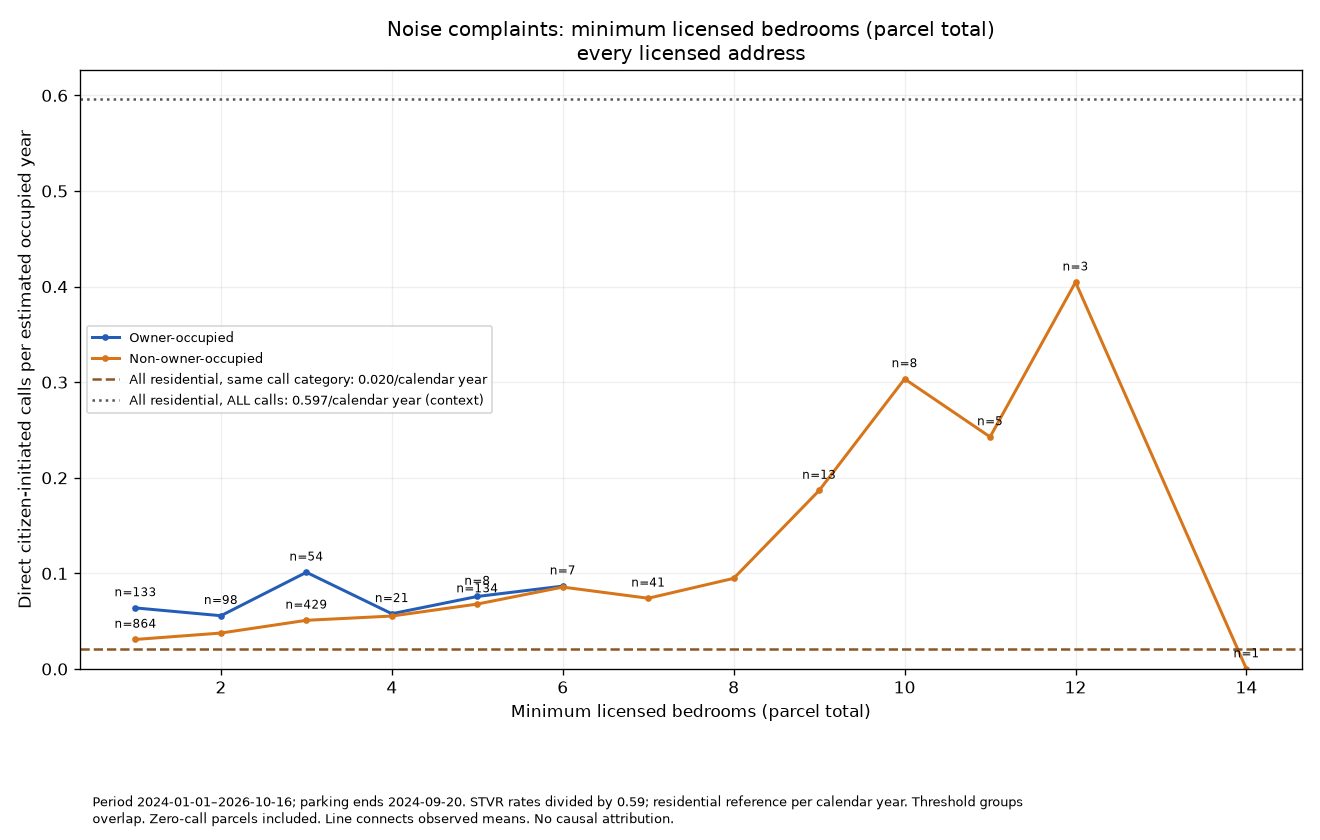 Noise complaints: minimum licensed bedrooms (parcel total)
every licensed address
Direct citizen-initiated calls per estimated occupied year
0.6
0.5
0.4
0.3
0.2
0.1
0.0
n=3
n=8
n=5
n=13
n=54
n=133
n=98
n=429
n=864
n=21
n=8
n=134
n=7
n=41
n=1
Owner-occupied
Non-owner-occupied
All residential, same call category: 0.020/calendar year
All residential, ALL calls: 0.597/calendar year (context)
2
4
6
8
10
12
14
Minimum licensed bedrooms (parcel total)
Period 2024-01-01–2026-10-16; parking ends 2024-09-20. STVR rates divided by 0.59; residential reference per calendar year. Threshold groups
overlap. Zero-call parcels included. Line connects observed means. No causal attribution.